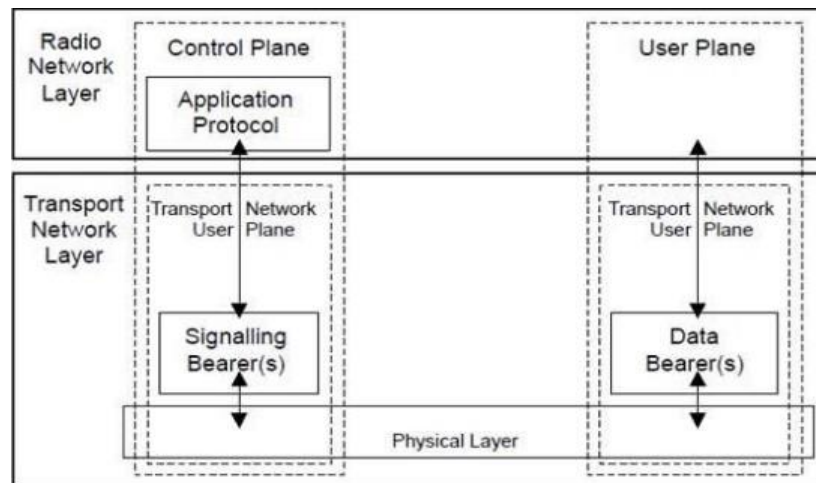 Radio
Network
Layer
Control Plane
Application
Protocol
User Plane
Transport
Network
Layer
Transport Network
User Plane
Signalling
Bearer(s)
Transport Network
User Plane
Data
Bearer(s)
Physical Layer